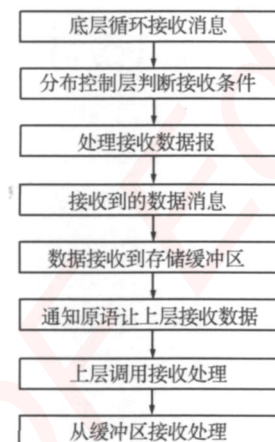 底层循环接收消息
分布控制层判断接收条件
处理接收数据报
接收到的数据消息
数据接收到存储缓冲区
通知原语让上层接收数据
上层调用接收处理
从缓冲区接收处理